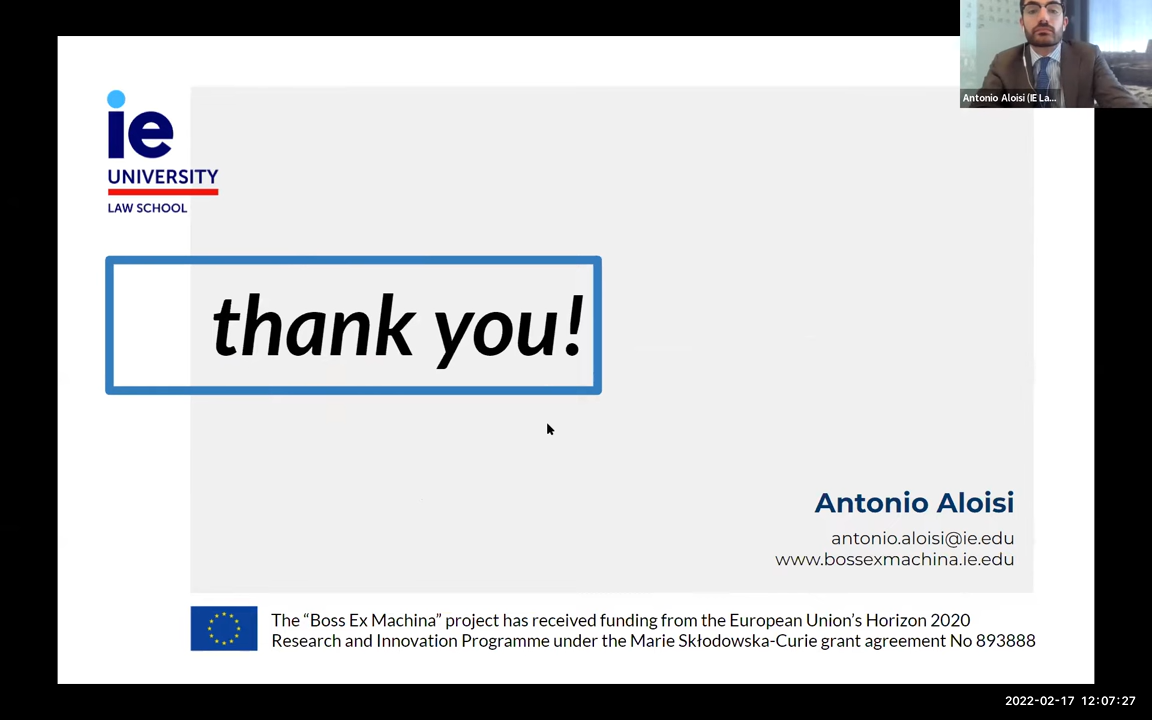 Antonio Aloisi (IE La...
ie
UNIVERSITY
LAW SCHOOL
thank you!
Antonio Aloisi
antonio.aloisi@ie.edu
www.bossexmachina.ie.edu
The “Boss Ex Machina” project has received funding from the European Union’s Horizon 2020
Research and Innovation Programme under the Marie Skłodowska-Curie grant agreement No 893888
2022-02-17 12:07:27